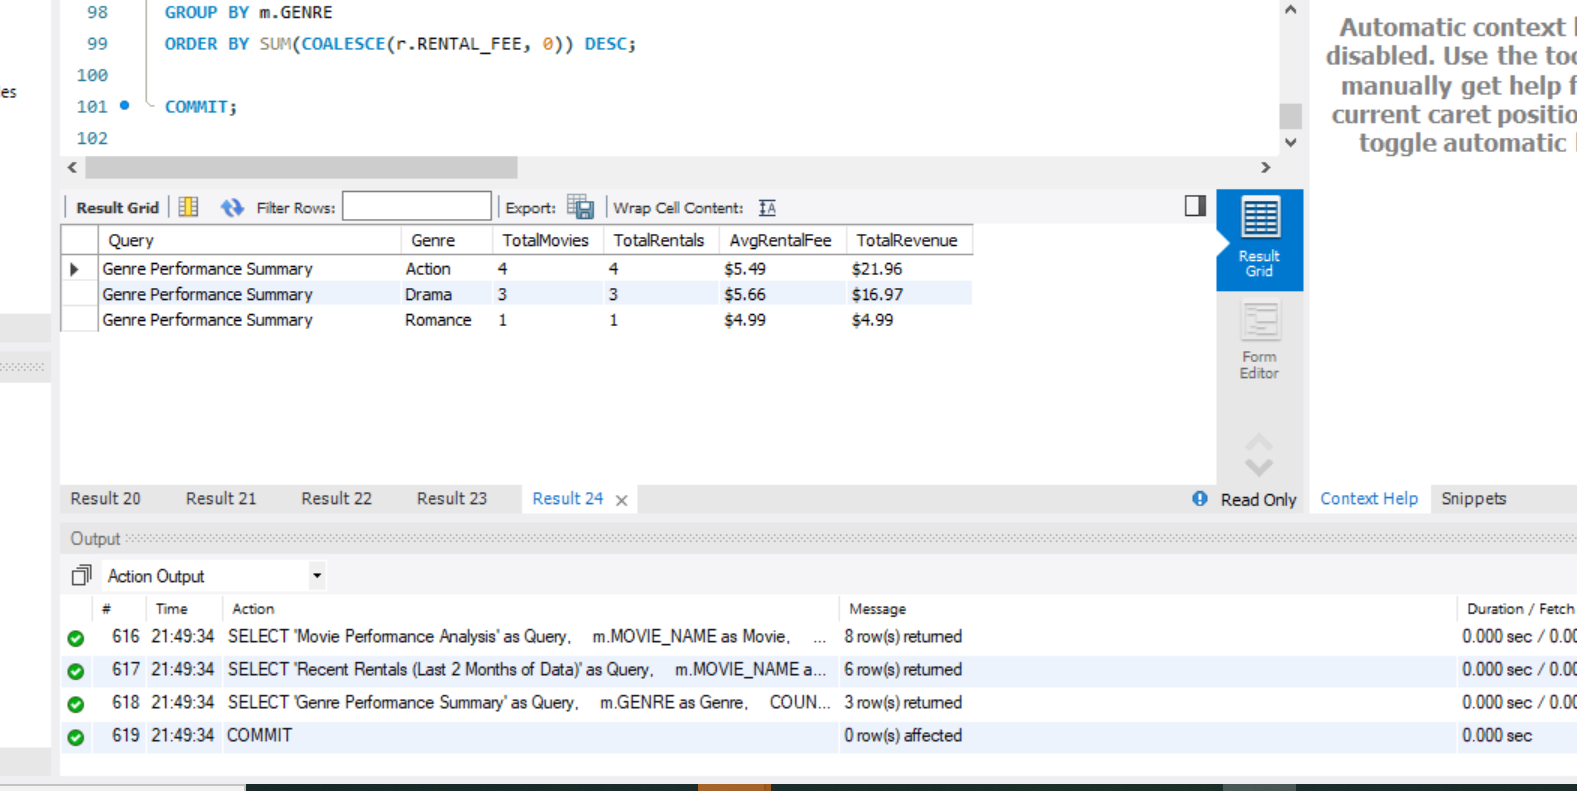 98 GROUP BY m.GENRE
99 ORDER BY SUM(COALESCE(r.RENTAL_FEE, 0)) DESC;
100
101 COMMIT;
102
es
Automatic context
disabled. Use the
manually get help
current caret
toggle automatic
Result Grid Filter Rows: Export: Wrap Cell Content: IA
Query Genre TotalMovies TotalRentals AvgRentalFee TotalRevenue
Genre Performance Summary Action 4 4 $5.49 $21.96
Genre Performance Summary Drama 3 3 $5.66 $16.97
Genre Performance Summary Romance 1 1 $4.99 $4.99
Result
Grid
Form
Editor
Result 20 Result 21 Result 22 Result 23 Result 24 Read Only Context Help Snippets
Output
Action Output
# Time Action Message Duration / Fetch
616 21:49:34 SELECT 'Movie Performance Analysis' as Query, m.MOVIE_NAME as Movie, ... 8 row(s) returned 0.000 sec / 0.00
617 21:49:34 SELECT 'Recent Rentals (Last 2 Months of Data)' as Query, m.MOVIE_NAME a... 6 row(s) returned 0.000 sec / 0.00
618 21:49:34 SELECT 'Genre Performance Summary' as Query, m.GENRE as Genre, COUN... 3 row(s) returned 0.000 sec / 0.00
619 21:49:34 COMMIT 0 row(s) affected 0.000 sec